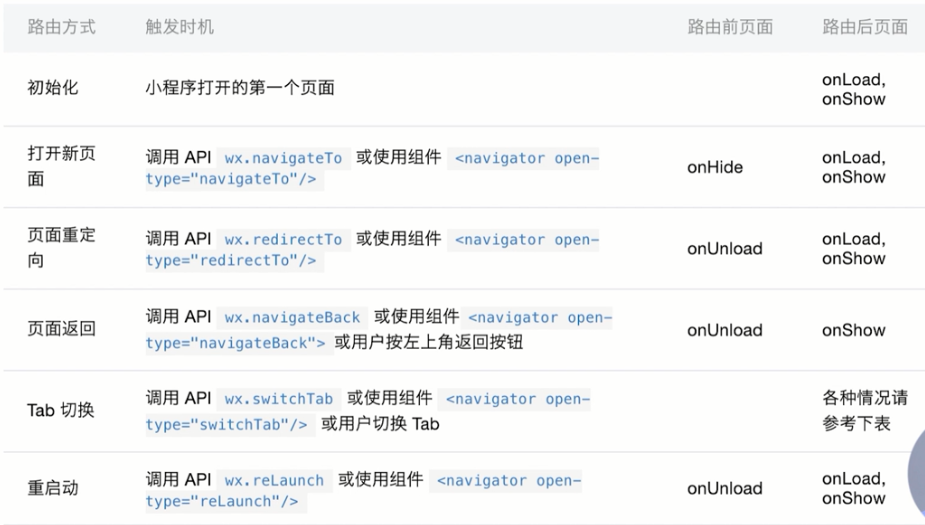 路由方式 触发时机 路由前页面 路由后页面
初始化 小程序打开的第一个页面 onLoad,
onShow
打开新页
面
调用 API wx.navigateTo 或使用组件 <navigator open-
type="navigateTo"/>
onHide
onLoad,
onShow
页面重定
向
调用 API wx.redirectTo 或使用组件 <navigator open-
type="redirectTo"/>
onUnload
onLoad,
onShow
页面返回
调用 API wx.navigateBack 或使用组件 <navigator open-
type="navigateBack"> 或用户按左上角返回按钮
onUnload
onShow
Tab 切换
调用 API wx.switchTab 或使用组件 <navigator open-
type="switchTab"/> 或用户切换 Tab
各种情况请
参考下表
重启动
调用 API wx.reLaunch 或使用组件 <navigator open-
type="reLaunch"/>
onUnload
onLoad,
onShow